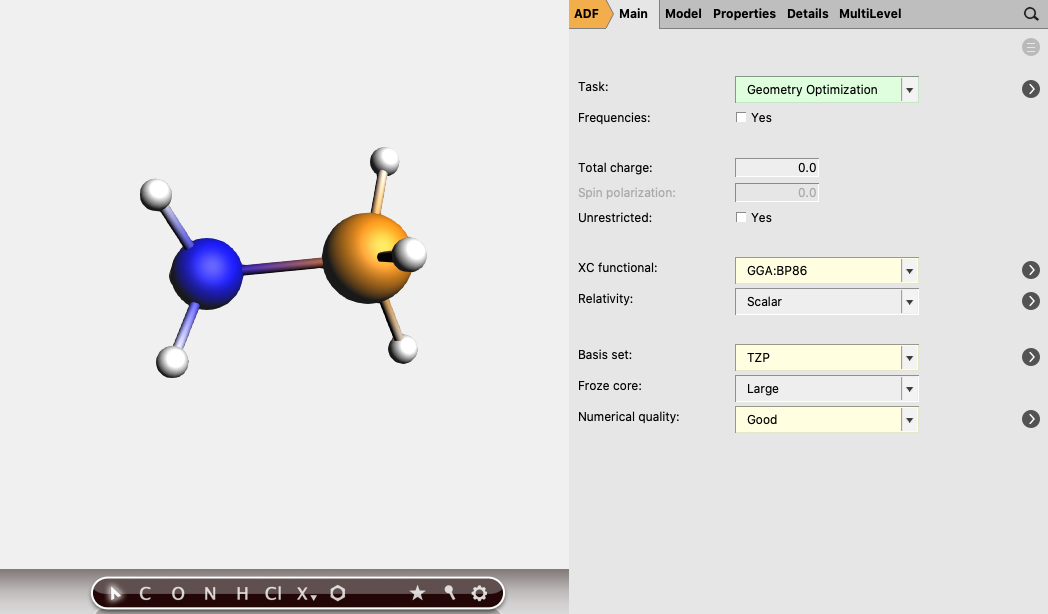 ADF Main Model Properties Details MultiLevel
Task: Geometry Optimization
Frequencies: Yes
Total charge: 0.0
Spin polarization: 0.0
Unrestricted: Yes
XC functional: GGA:BP86
Relativity: Scalar
Basis set: TZP
Froze core: Large
Numerical quality: Good
C O N H Cl X